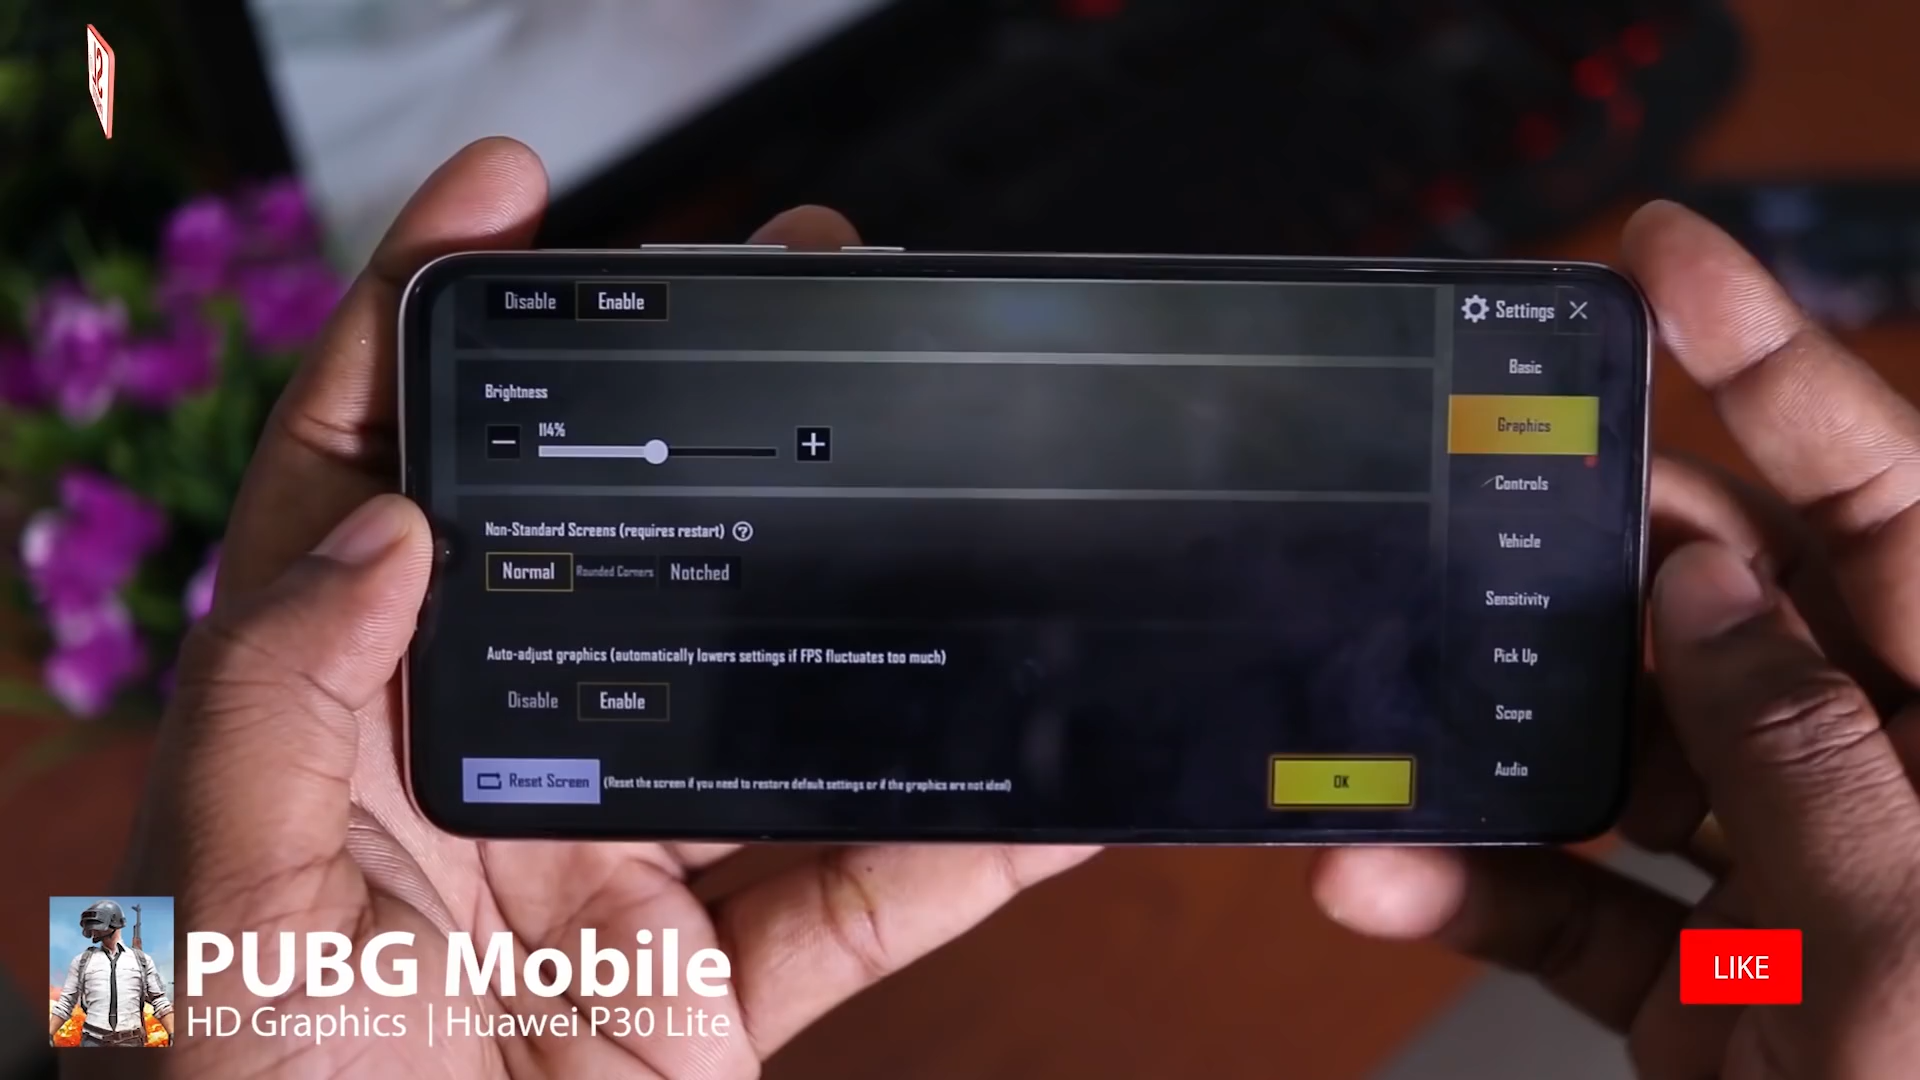 Disable Enable
Settings
Basic
Brightness
114%
Graphics
Controls
Non-Standard Screens (requires restart)
Normal Rounded Corners Notched
Vehicle
Sensitivity
Auto-adjust graphics (automatically lowers settings if FPS fluctuates too much)
Pick Up
Disable Enable
Scope
Reset Screen (Reset the screen if you need to restore default settings or if the graphics are not ideal)
OK
Audio
PUBG Mobile
HD Graphics | Huawei P30 Lite
LIKE